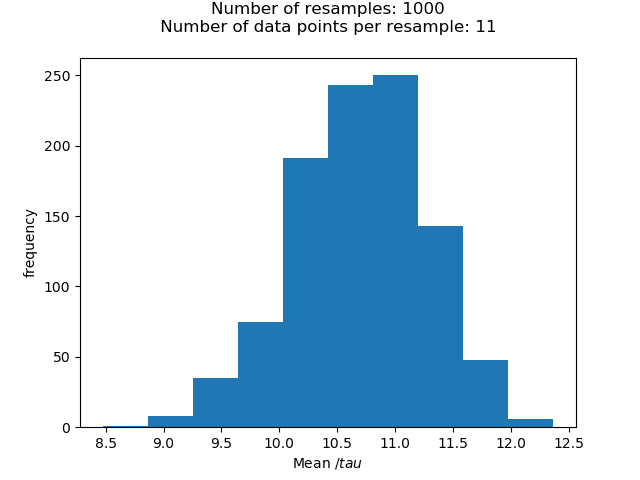 Number of resamples: 1000
Number of data points per resample: 11
250
200
150
100
50
0
frequency
8.5 9.0 9.5 10.0 10.5 11.0 11.5 12.0 12.5
Mean /tau